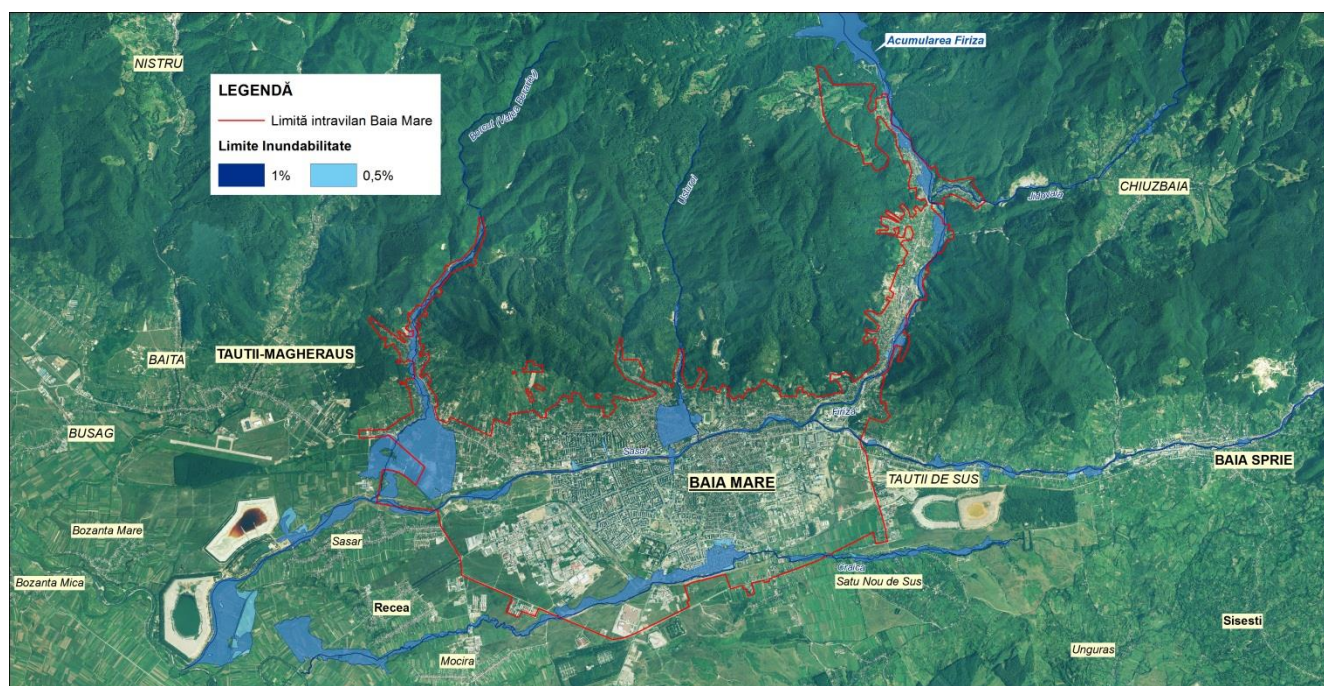 Acumularea Firiza
NISTRU
LEGENDĂ
Limită intravilan Baia Mare
Limite Inundabilitate
1%
0,5%
Usturoi
CHIUZBAIA
Jidovaia
BAITA
TAUTII-MAGHERAUS
BUSAG
Firiza
Sasar
BAIA MARE
BAIA SPRIE
TAUTII DE SUS
Bozanta Mare
Sasar
Craica
Satu Nou de Sus
Bozanta Mica
Recea
Sisesti
Mocira
Unguras